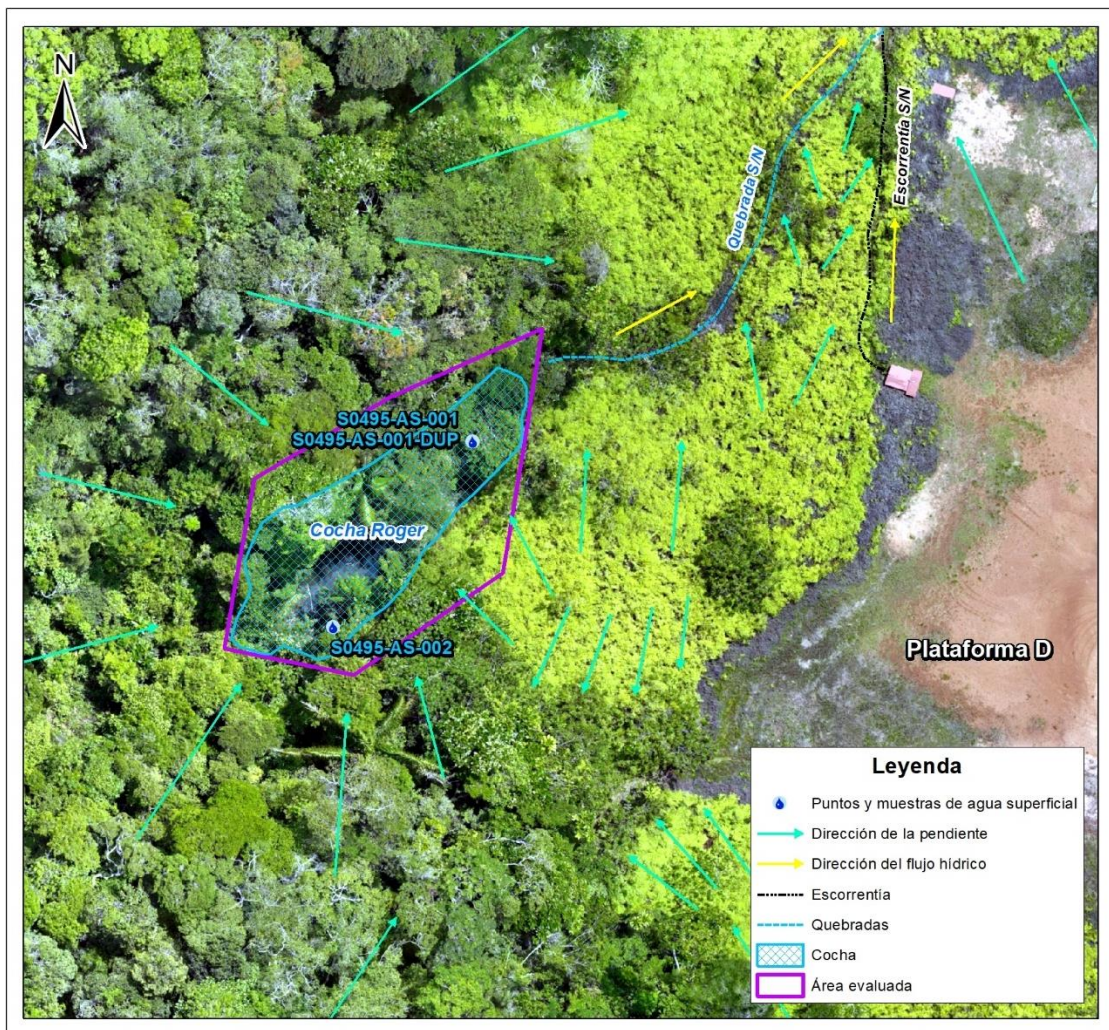 N
Quebrada S/N
Escorrentía S/N
S0495-AS-001
S0495-AS-001-DUP
Cocha Roger
S0495-AS-002
Plataforma D
Leyenda
Puntos y muestras de agua superficial
Dirección de la pendiente
Dirección del flujo hídrico
Escorrentía
Quebradas
Cocha
Área evaluada